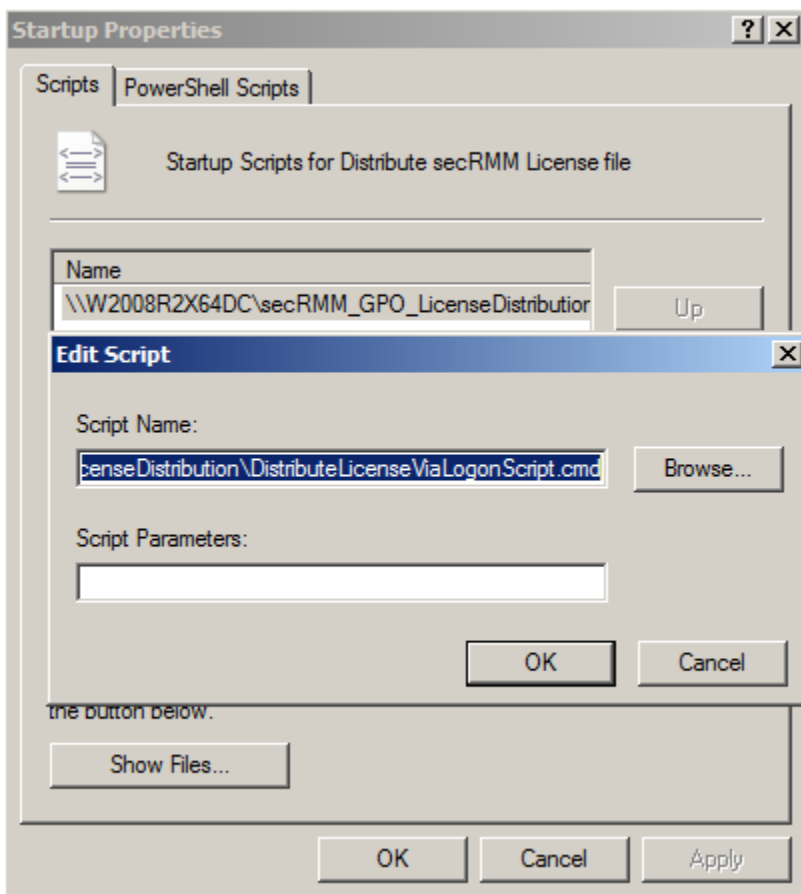 Startup Properties
Scripts
PowerShell Scripts
Startup Scripts for Distribute secRMM License file
Name
\\W2008R2X64DC\secRMM_GPO_LicenseDistribution
Up
Edit Script
Script Name:
censeDistribution\DistributeLicenseViaLogonScript.cmd
Browse...
Script Parameters:
OK
Cancel
the button below.
Show Files...
OK
Cancel
Apply